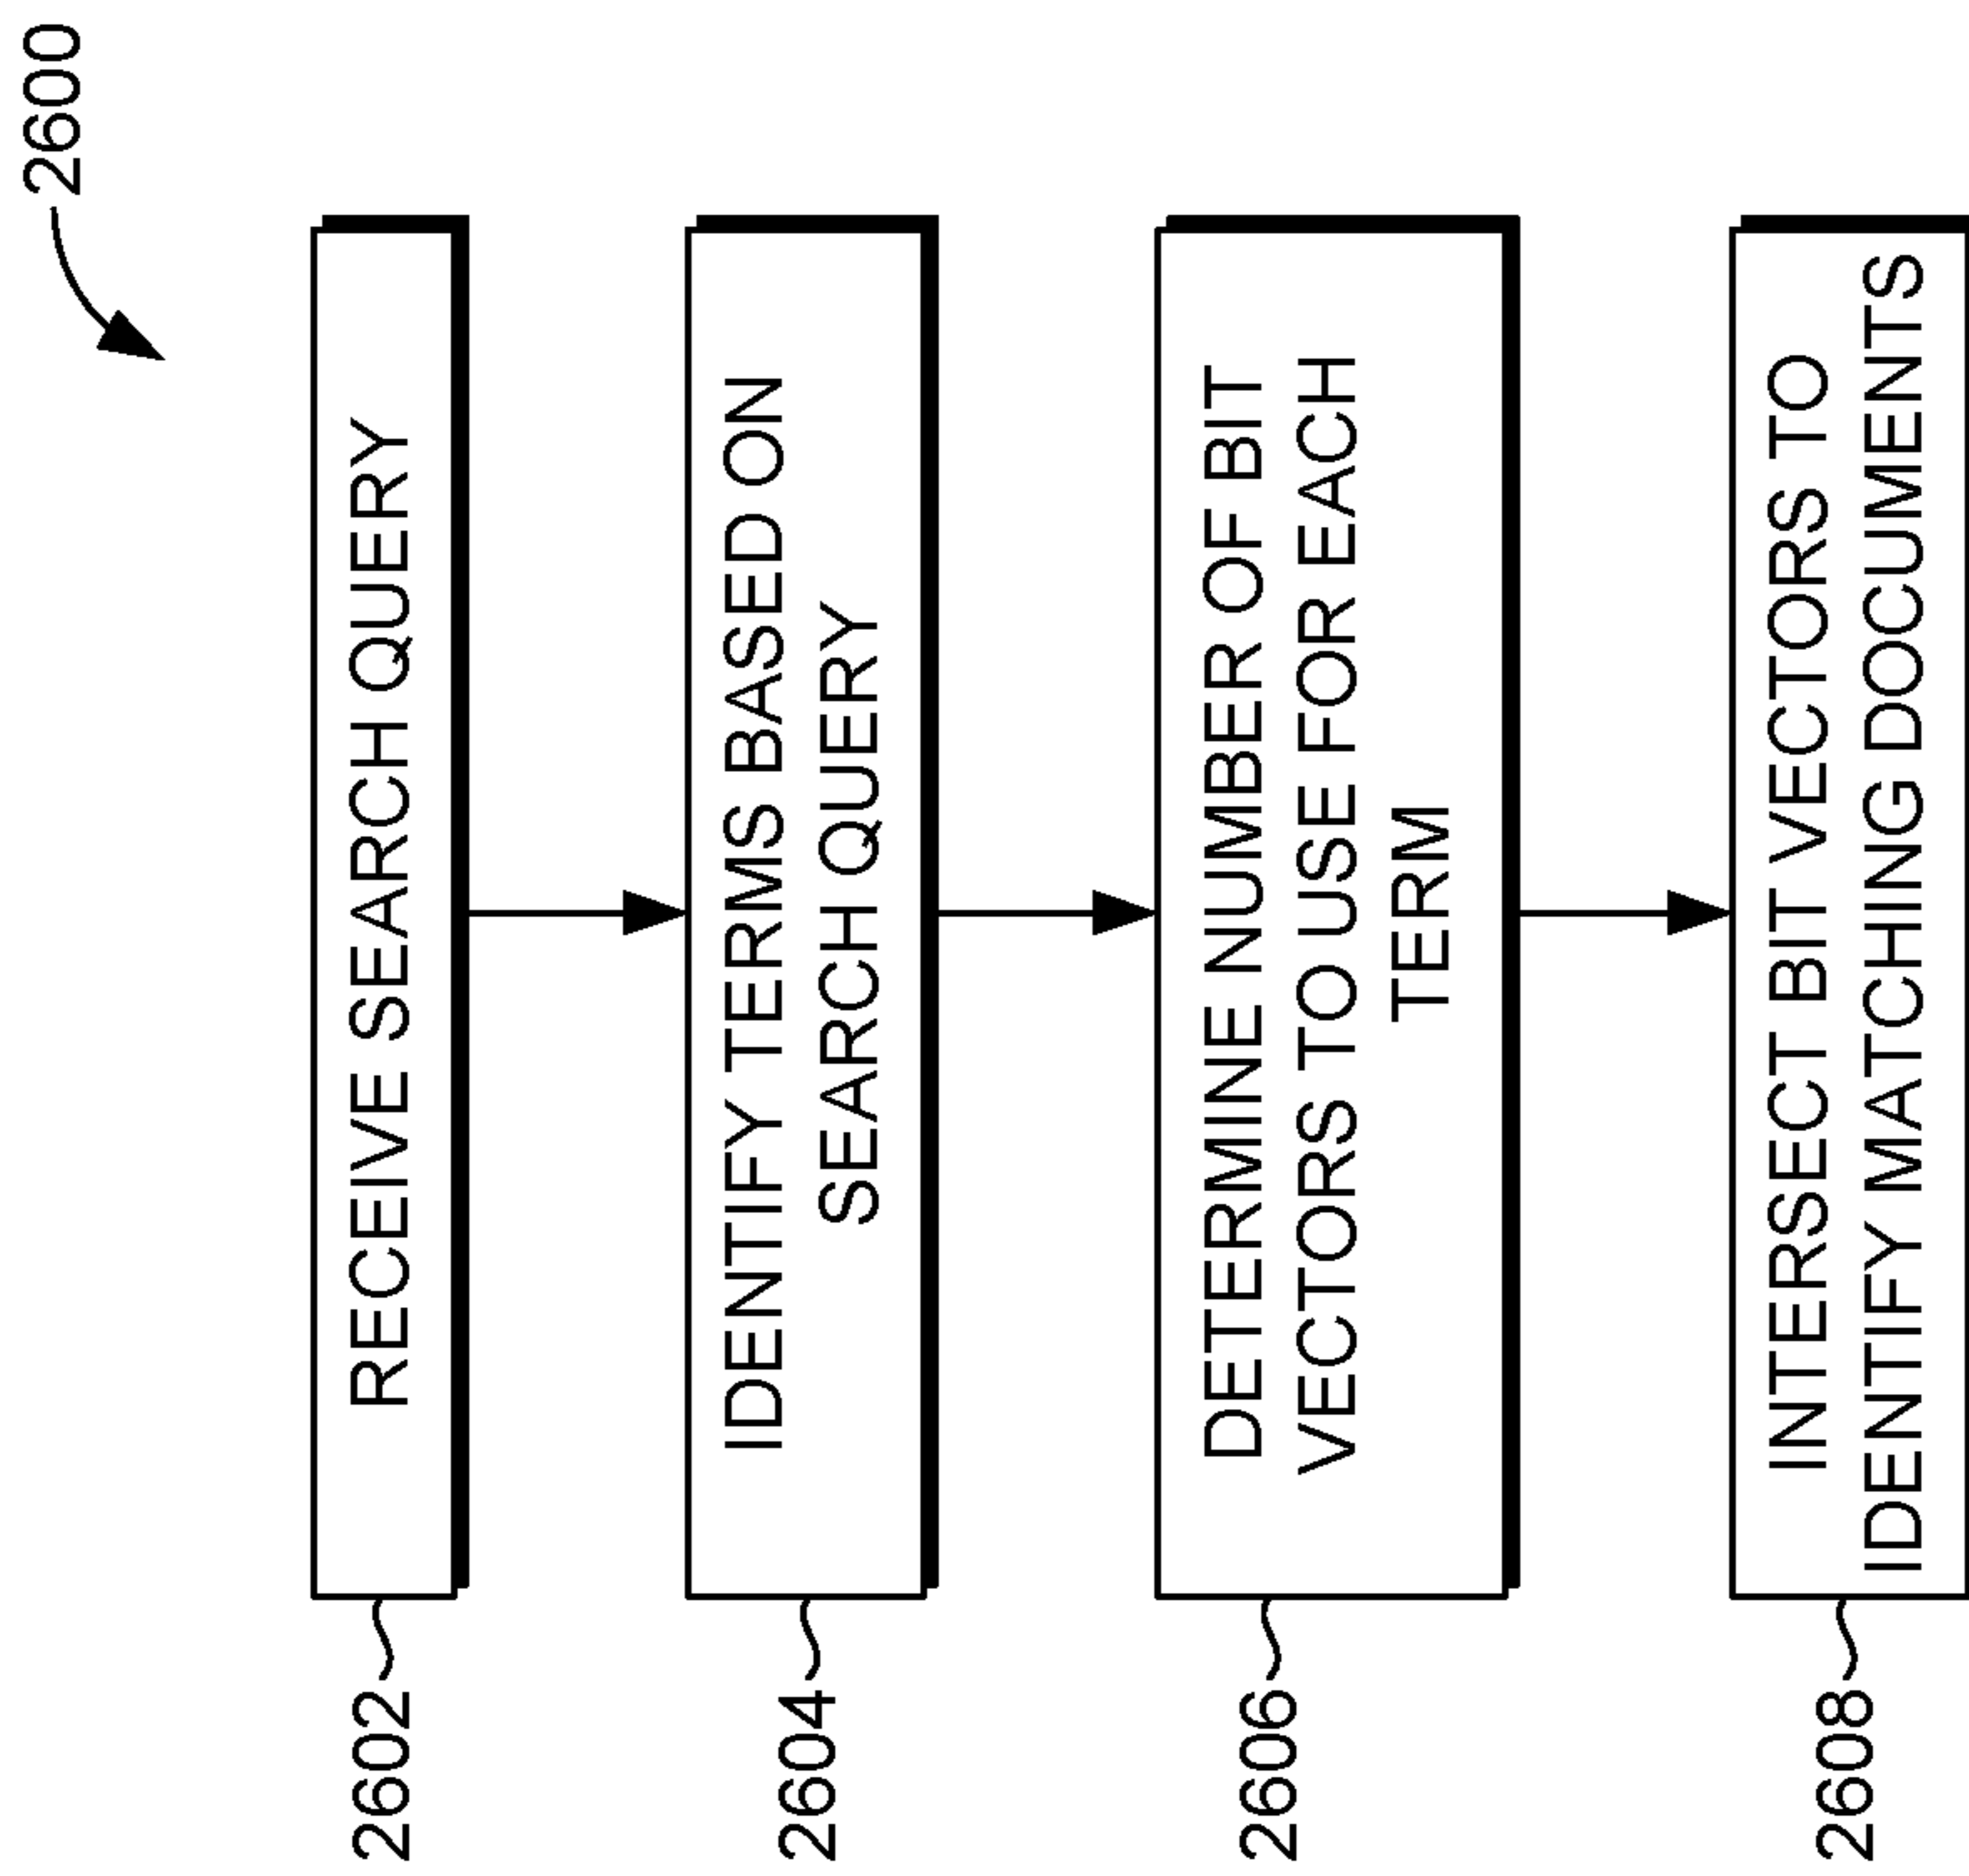 2600
2602
RECEIVE SEARCH QUERY
2604
IDENTIFY TERMS BASED ON
SEARCH QUERY
2606
DETERMINE NUMBER OF BIT
VECTORS TO USE FOR EACH
TERM
2608
INTERSECT BIT VECTORS TO
IDENTIFY MATCHING DOCUMENTS